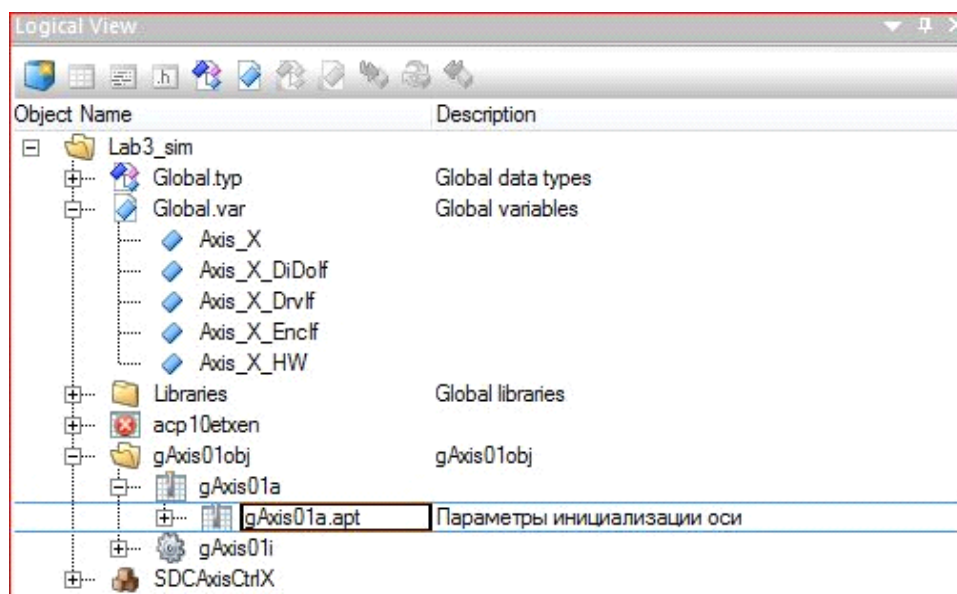 Logical View
.h
Object Name Description
Lab3_sim
Global.typ Global data types
Global.var Global variables
Axis_X
Axis_X_DiDoIf
Axis_X_DrvIf
Axis_X_EncIf
Axis_X_HW
Libraries Global libraries
acp10etxen
gAxis01obj gAxis01obj
gAxis01a
gAxis01a.apt Параметры инициализации оси
gAxis01i
SDCAxisCtrlX